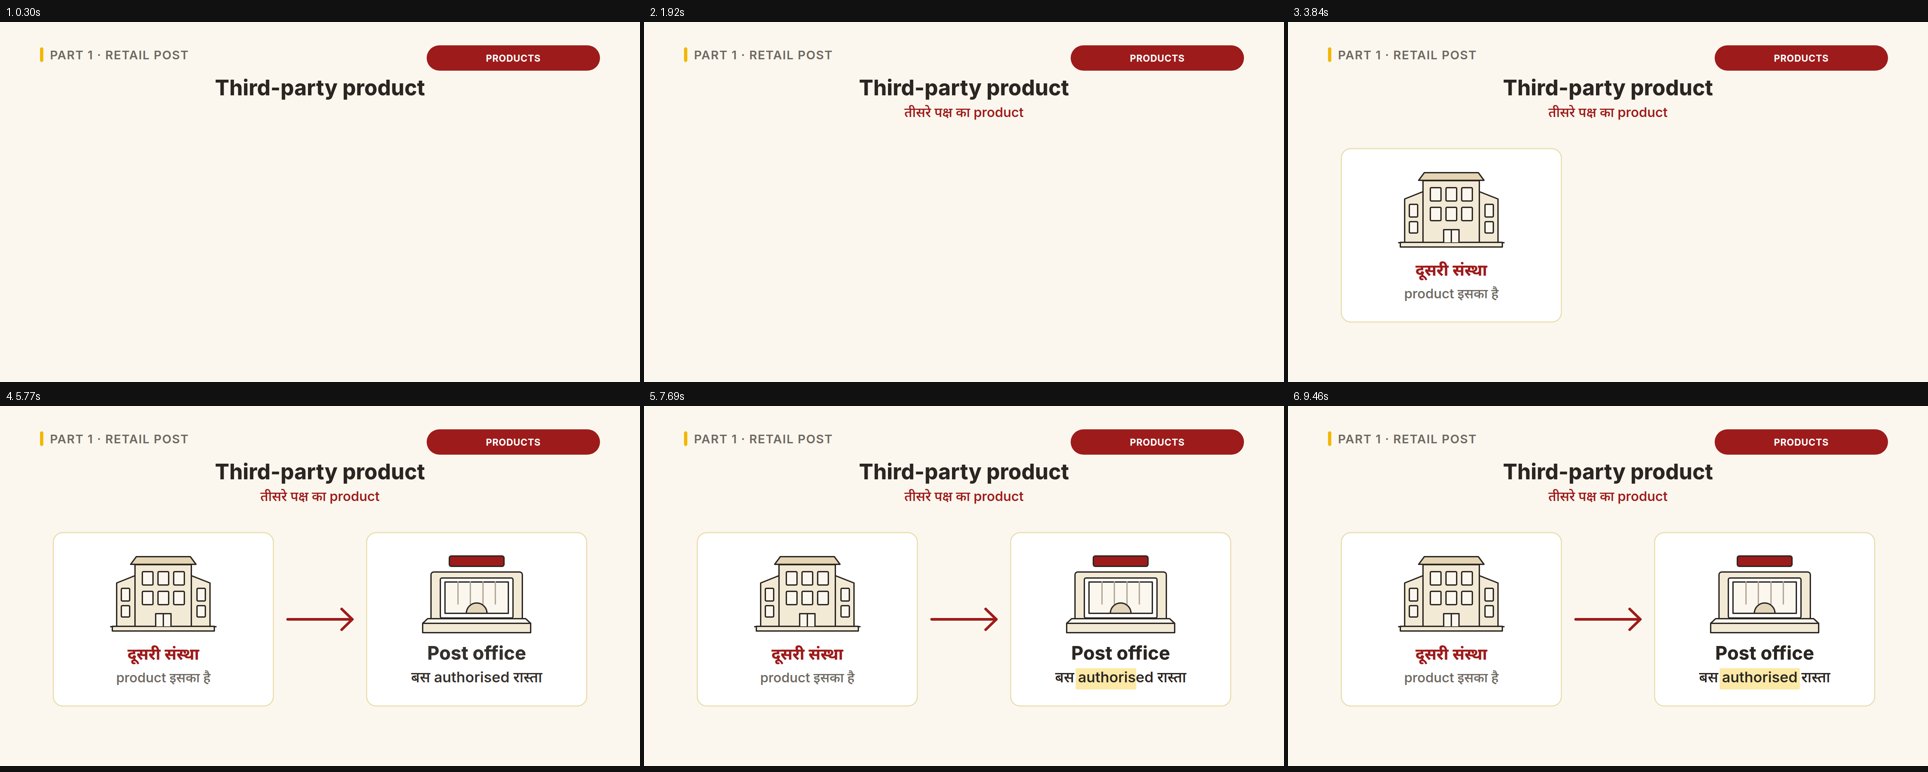 1. 0.30s
PART 1 · RETAIL POST
PRODUCTS
Third-party product
2. 1.92s
PART 1 · RETAIL POST
PRODUCTS
Third-party product
तीसरे पक्ष का product
3. 3.84s
PART 1 · RETAIL POST
PRODUCTS
Third-party product
तीसरे पक्ष का product
दूसरी संस्था
product इसका है
4. 5.77s
PART 1 · RETAIL POST
PRODUCTS
Third-party product
तीसरे पक्ष का product
दूसरी संस्था
product इसका है
Post office
बस authorised रास्ता
5. 7.69s
PART 1 · RETAIL POST
PRODUCTS
Third-party product
तीसरे पक्ष का product
दूसरी संस्था
product इसका है
Post office
बस authorised रास्ता
6. 9.46s
PART 1 · RETAIL POST
PRODUCTS
Third-party product
तीसरे पक्ष का product
दूसरी संस्था
product इसका है
Post office
बस authorised रास्ता